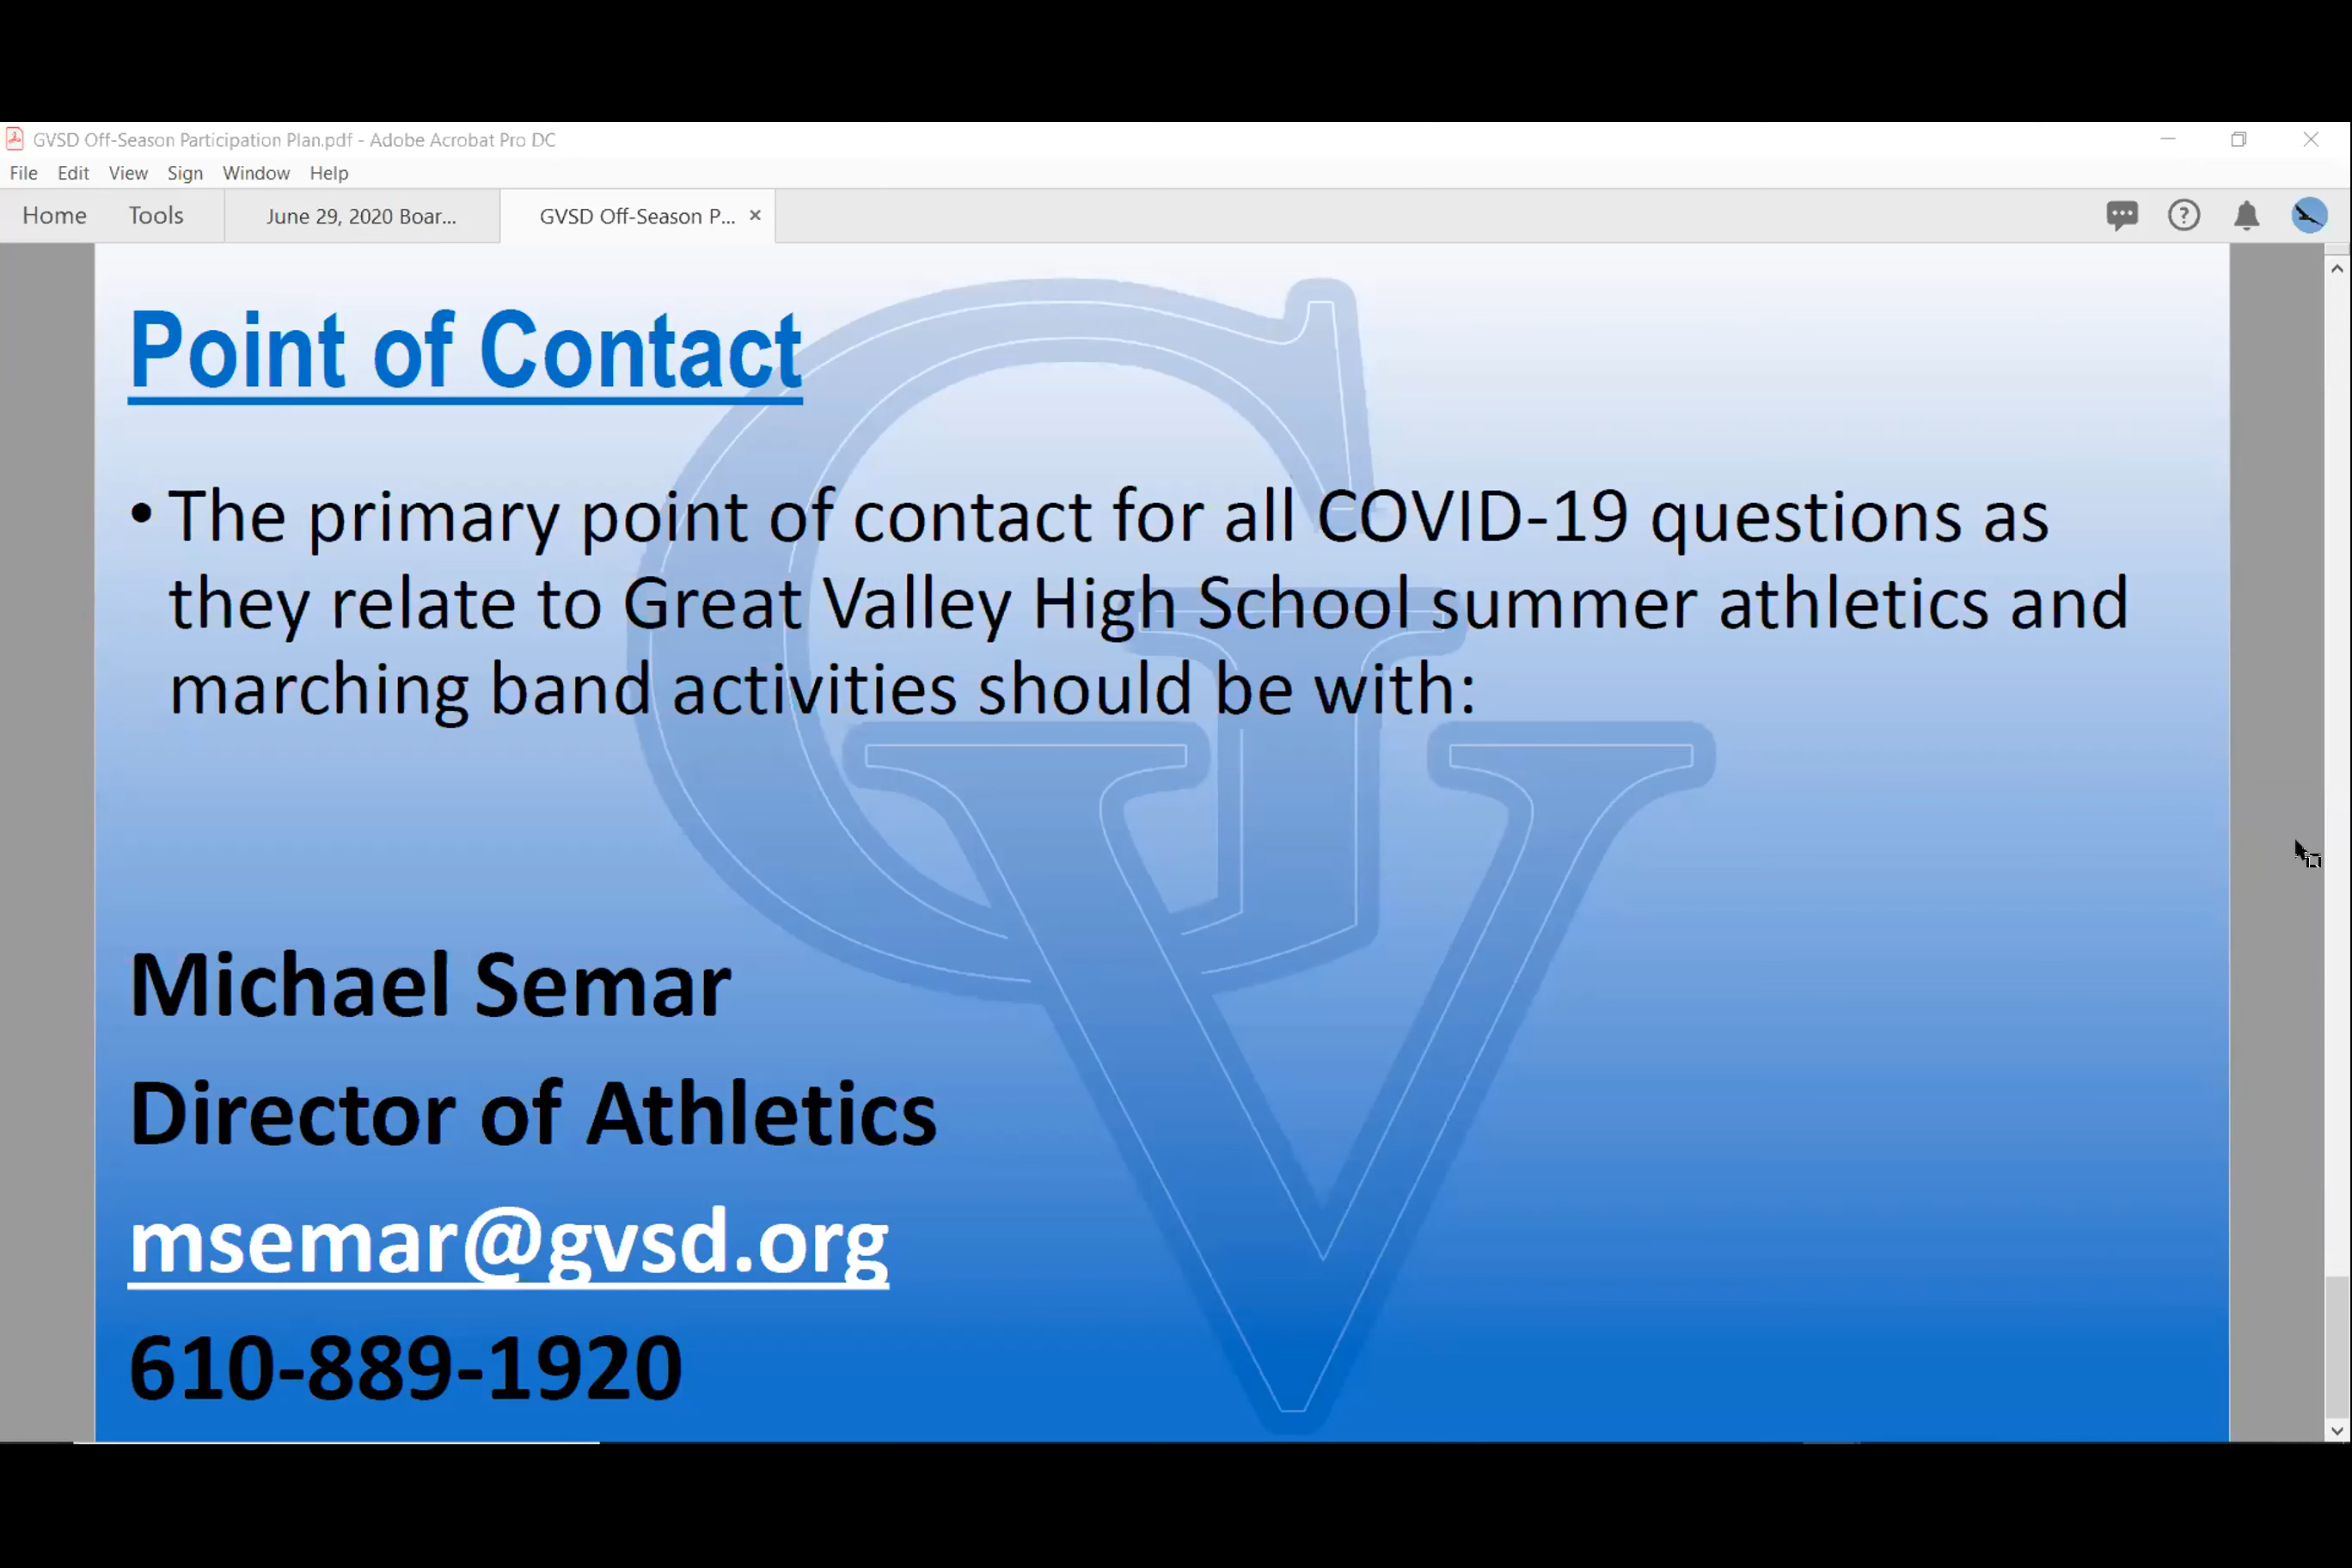 GVSD Off-Season Participation Plan.pdf - Adobe Acrobat Pro DC
File Edit View Sign Window Help
Home Tools June 29, 2020 Boar... GVSD Off-Season P...
Point of Contact
• The primary point of contact for all COVID-19 questions as
they relate to Great Valley High School summer athletics and
marching band activities should be with:
Michael Semar
Director of Athletics
msemar@gvsd.org
610-889-1920
GV